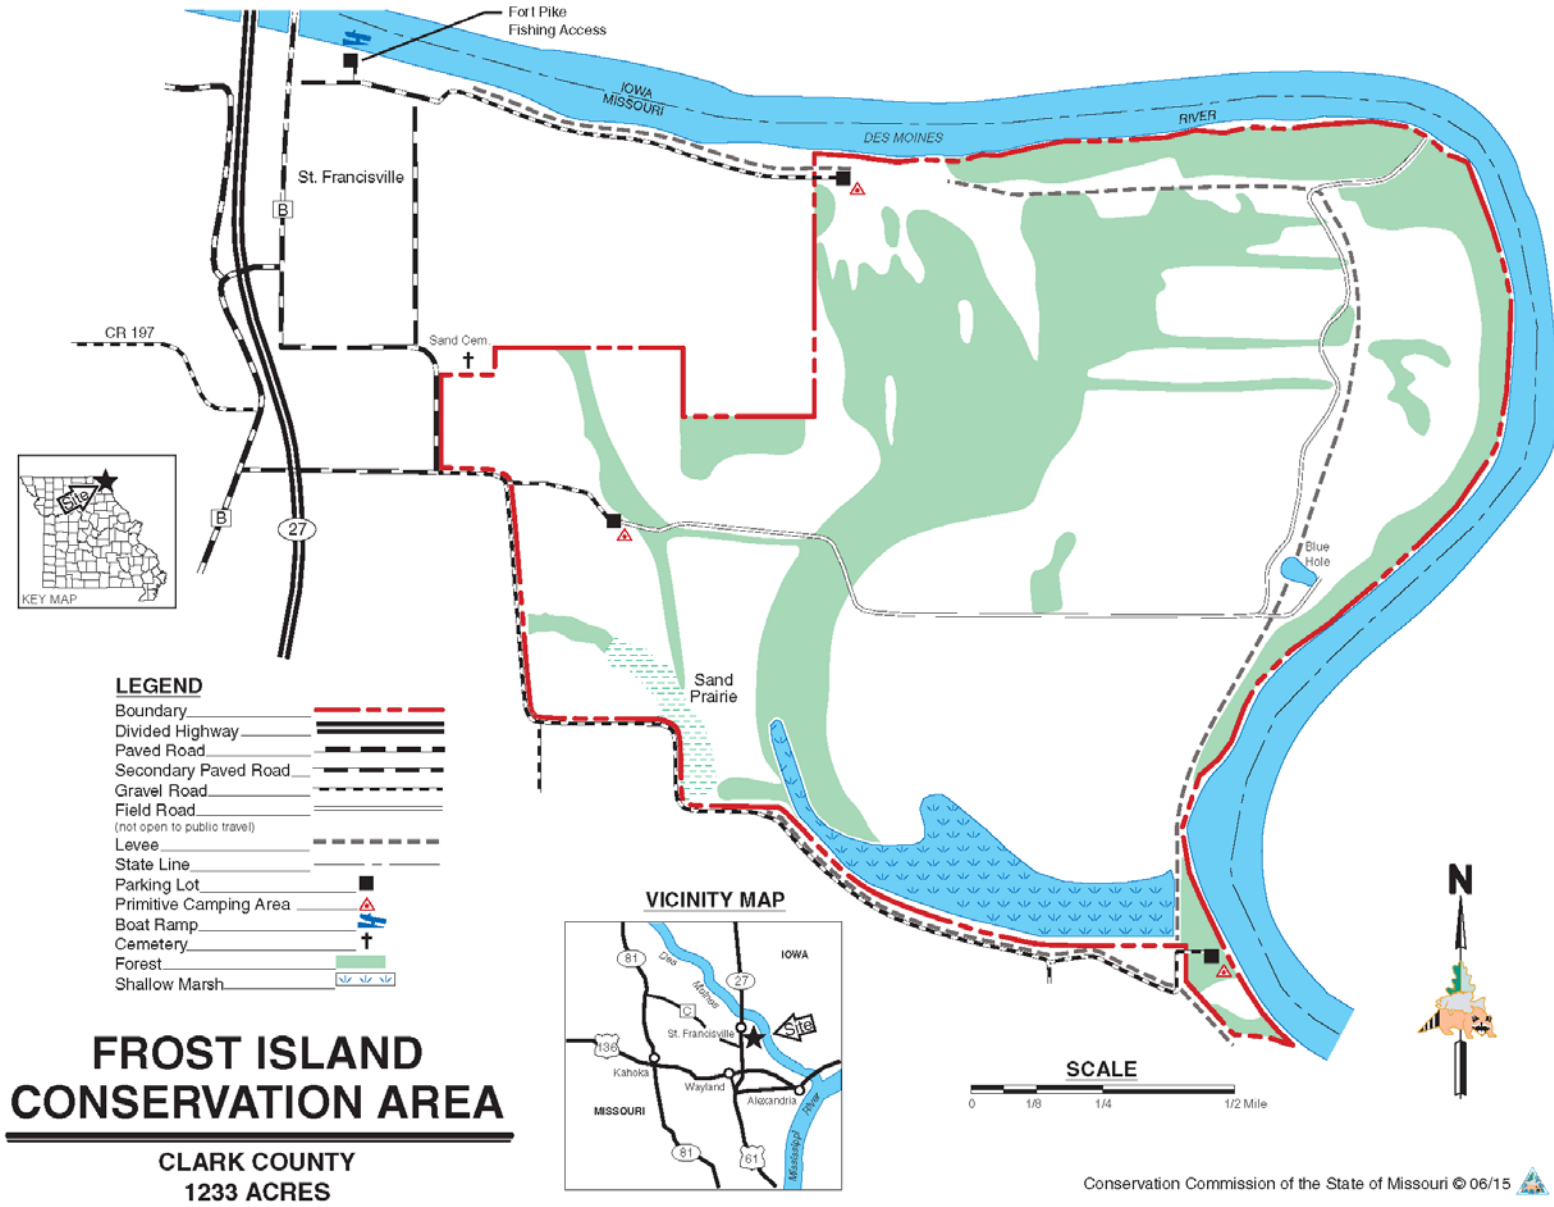 Fort Pike
Fishing Access
IOWA
MISSOURI
DES MOINES
RIVER
St. Francisville
B
CR 197
Sand Cem.
Site
KEY MAP
B
27
Blue
Hole
Sand
Prairie
LEGEND
Boundary
Divided Highway
Paved Road
Secondary Paved Road
Gravel Road
Field Road
(not open to public travel)
Levee
State Line
Parking Lot
Primitive Camping Area
Boat Ramp
Cemetery
Forest
Shallow Marsh
VICINITY MAP
81
Des
Moines
IOWA
27
C
St. Francisville
Site
136
Kahoka
Wayland
Alexandria
MISSOURI
81
61
Mississippi
River
N
SCALE
0 1/8 1/4 1/2 Mile
FROST ISLAND
CONSERVATION AREA
CLARK COUNTY
1233 ACRES
Conservation Commission of the State of Missouri © 06/15